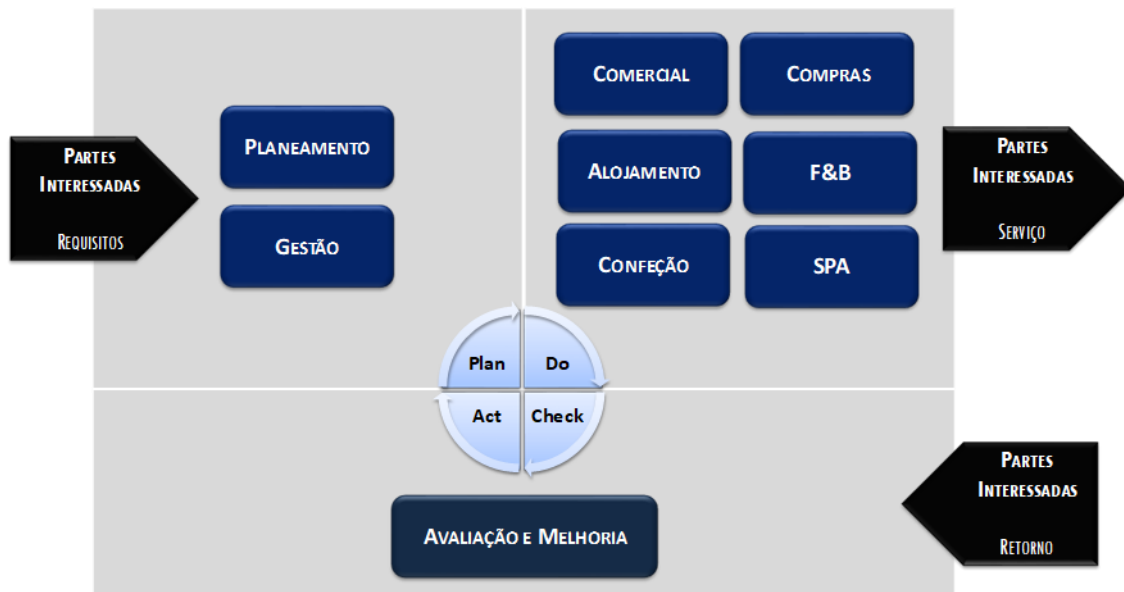 PARTES
INTERESSADAS
REQUISITOS
PLANEAMENTO
GESTÃO
COMERCIAL
COMPRAS
ALOJAMENTO
F&B
CONFEÇÃO
SPA
PARTES
INTERESSADAS
SERVIÇO
Plan
Do
Act
Check
AVALIAÇÃO E MELHORIA
PARTES
INTERESSADAS
RETORNO